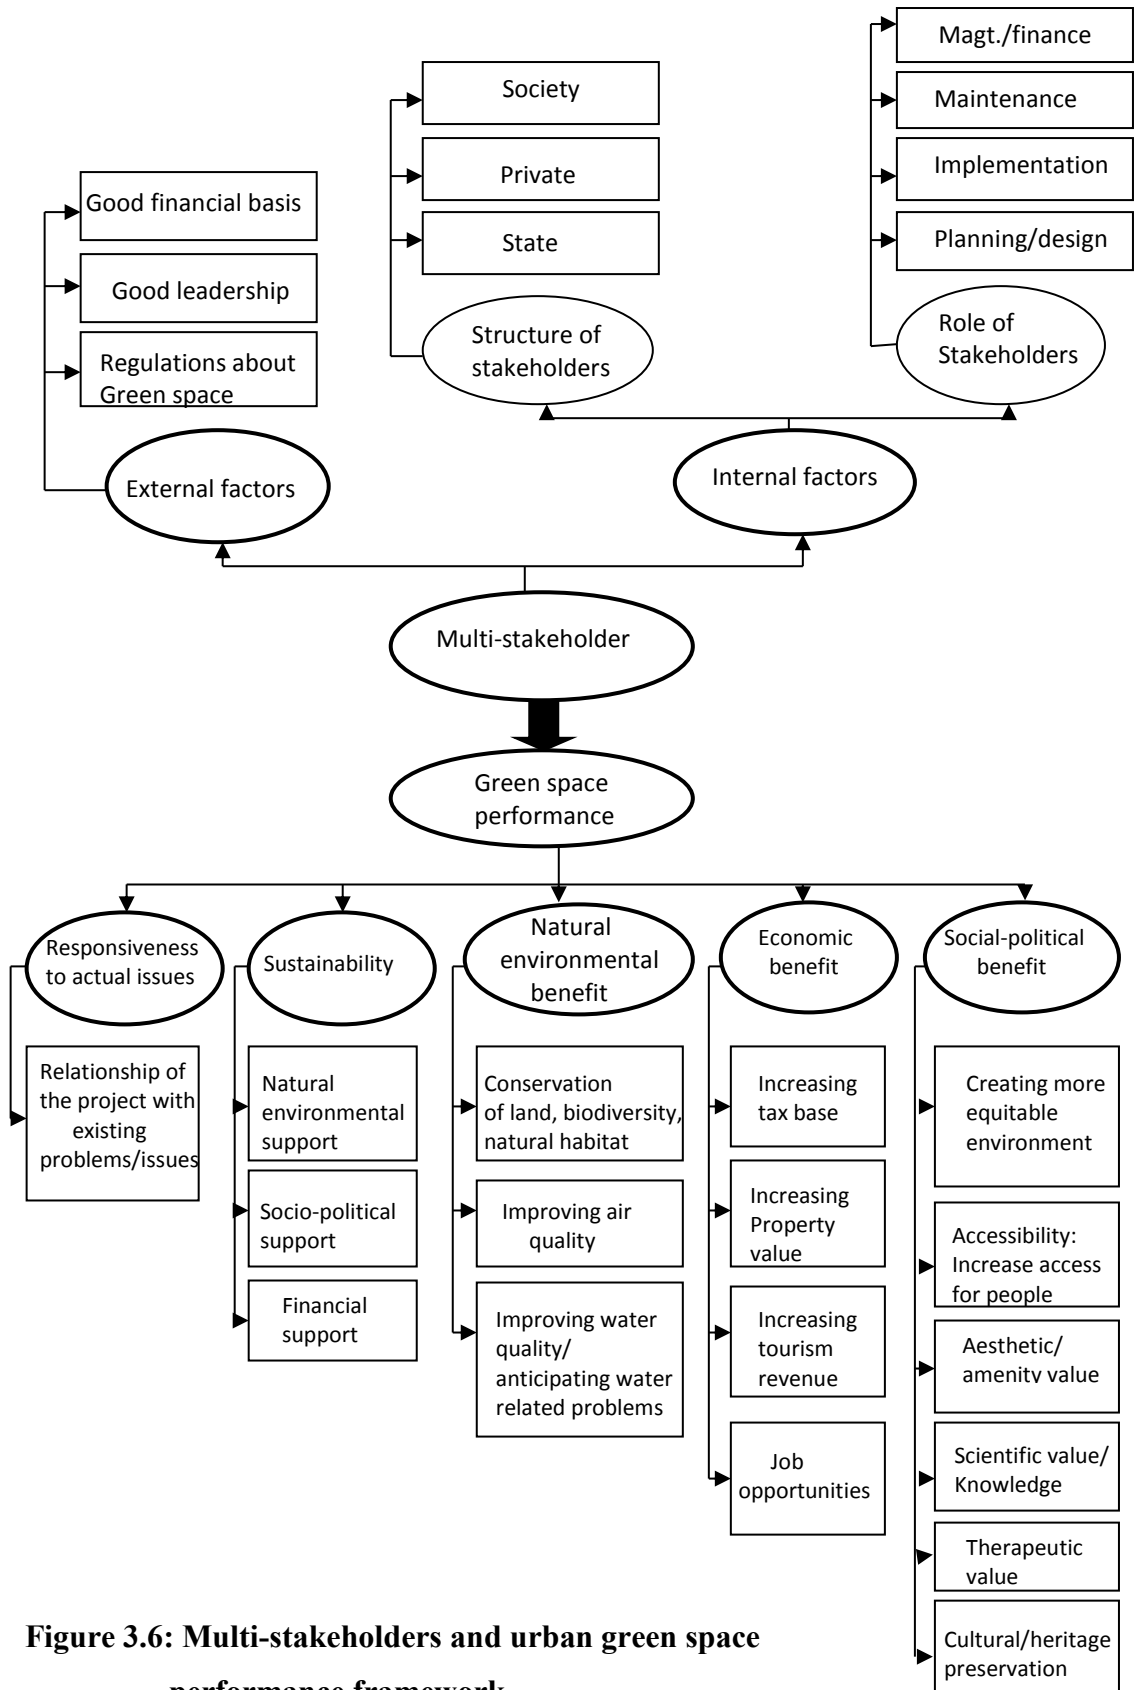 Magt./finance
Maintenance
Implementation
Planning/design
Role of
Stakeholders
Society
Private
State
Structure of
stakeholders
Good financial basis
Good leadership
Regulations about
Green space
External factors
Internal factors
Multi-stakeholder
Green space
performance
Responsiveness
to actual issues
Relationship of
the project with
existing
problems/issues
Sustainability
Natural
environmental
support
Socio-political
support
Financial
support
Natural
environmental
benefit
Conservation
of land, biodiversity,
natural habitat
Improving air
quality
Improving water
quality/
anticipating water
related problems
Economic
benefit
Increasing
tax base
Increasing
Property
value
Increasing
tourism
revenue
Job
opportunities
Social-political
benefit
Creating more
equitable
environment
Accessibility:
Increase access
for people
Aesthetic/
amenity value
Scientific value/
Knowledge
Therapeutic
value
Cultural/heritage
preservation
Figure 3.6: Multi-stakeholders and urban green space
performance framework